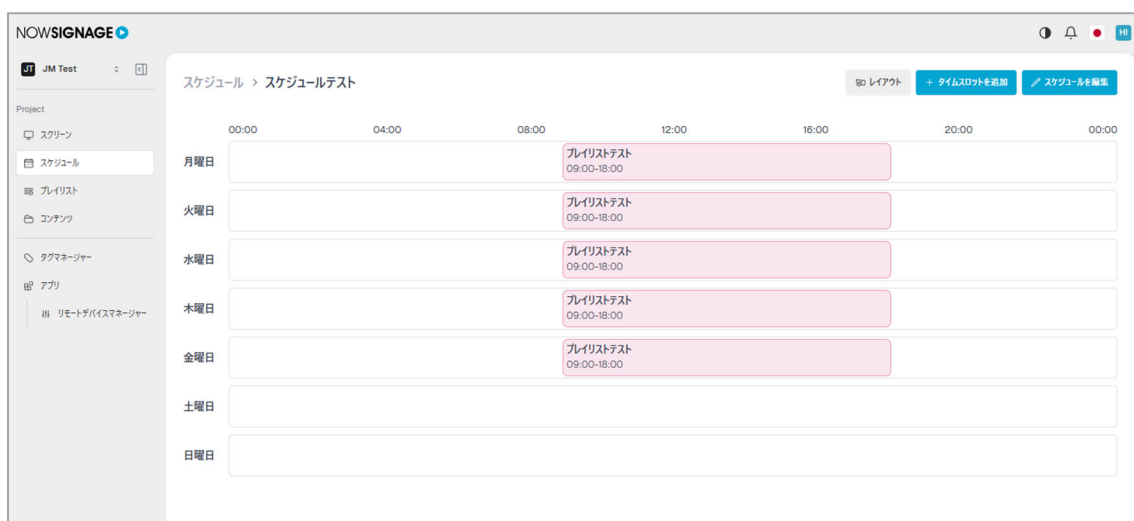 NOWSIGNAGE
JT JM Test
スケジュール > スケジュールテスト
レイアウト
+ タイムスロットを追加
スケジュールを編集
HI
Project
スクリーン
スケジュール
プレイリスト
コンテンツ
タグマネージャー
アプリ
リモートデバイスマネージャー
00:00 04:00 08:00 12:00 16:00 20:00 00:00
月曜日
プレイリストテスト
09:00-18:00
火曜日
プレイリストテスト
09:00-18:00
水曜日
プレイリストテスト
09:00-18:00
木曜日
プレイリストテスト
09:00-18:00
金曜日
プレイリストテスト
09:00-18:00
土曜日
日曜日